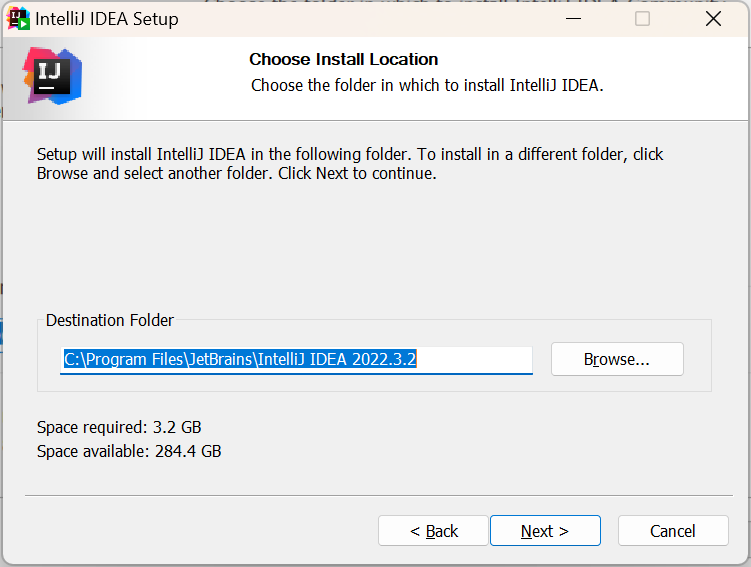 IntelliJ IDEA Setup
IJ
Choose Install Location
Choose the folder in which to install IntelliJ IDEA.
Setup will install IntelliJ IDEA in the following folder. To install in a different folder, click
Browse and select another folder. Click Next to continue.
Destination Folder
C:\Program Files\JetBrains\IntelliJ IDEA 2022.3.2
Browse...
Space required: 3.2 GB
Space available: 284.4 GB
< Back
Next >
Cancel